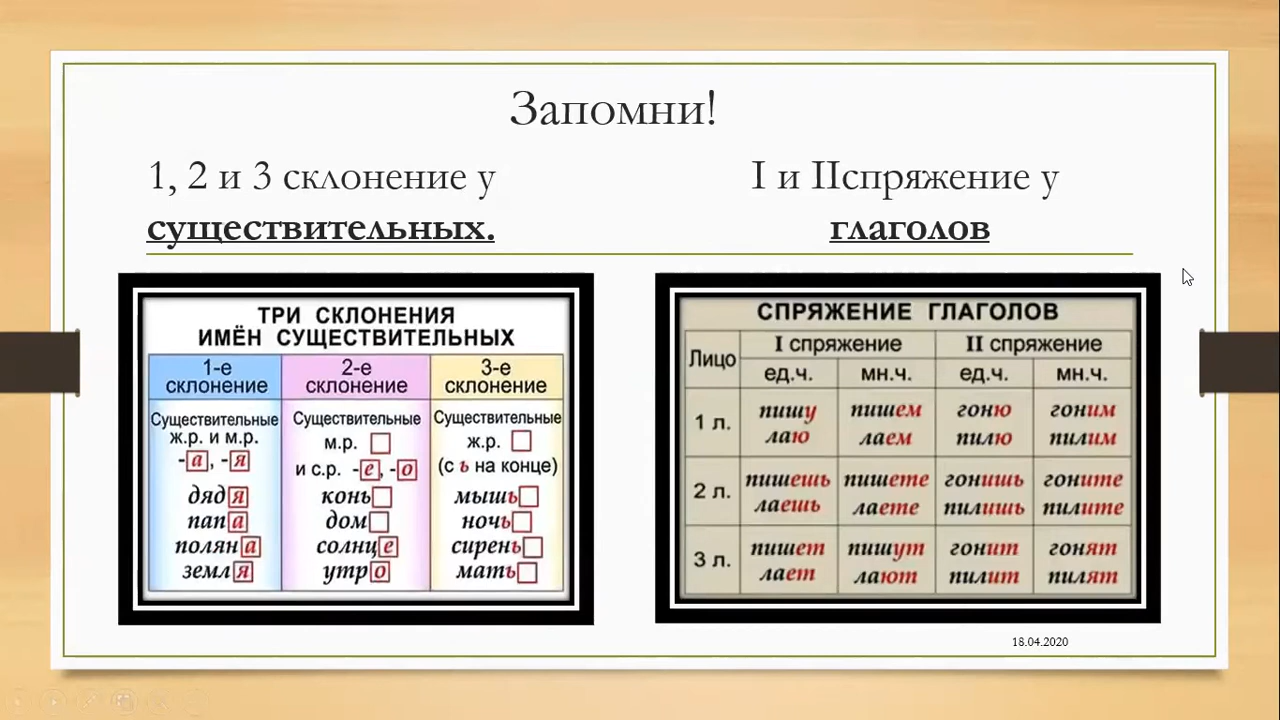 Запомни!
1, 2 и 3 склонение у
существительных.
I и IIспряжение у
глаголов
ТРИ СКЛОНЕНИЯ
ИМЁН СУЩЕСТВИТЕЛЬНЫХ
1-е
склонение
2-е
склонение
3-е
склонение
Существительные
ж.р. и м.р.
-а, -я
дядя
папа
поляна
земля
Существительные
м.р.
и с.р. -е, -о
конь
дом
солнце
утро
Существительные
ж.р.
(с ь на конце)
мышь
ночь
сирень
мать
СПРЯЖЕНИЕ ГЛАГОЛОВ
Лицо
I спряжение
II спряжение
ед.ч. мн.ч. ед.ч. мн.ч.
1 л.
пишу пишем гоню гоним
лаю лаем пилю пилим
2 л.
пишешь пишете гонишь гоните
лаешь лаете пилишь пилите
3 л.
пишет пишут гонит гонят
лает лают пилит пилят
18.04.2020